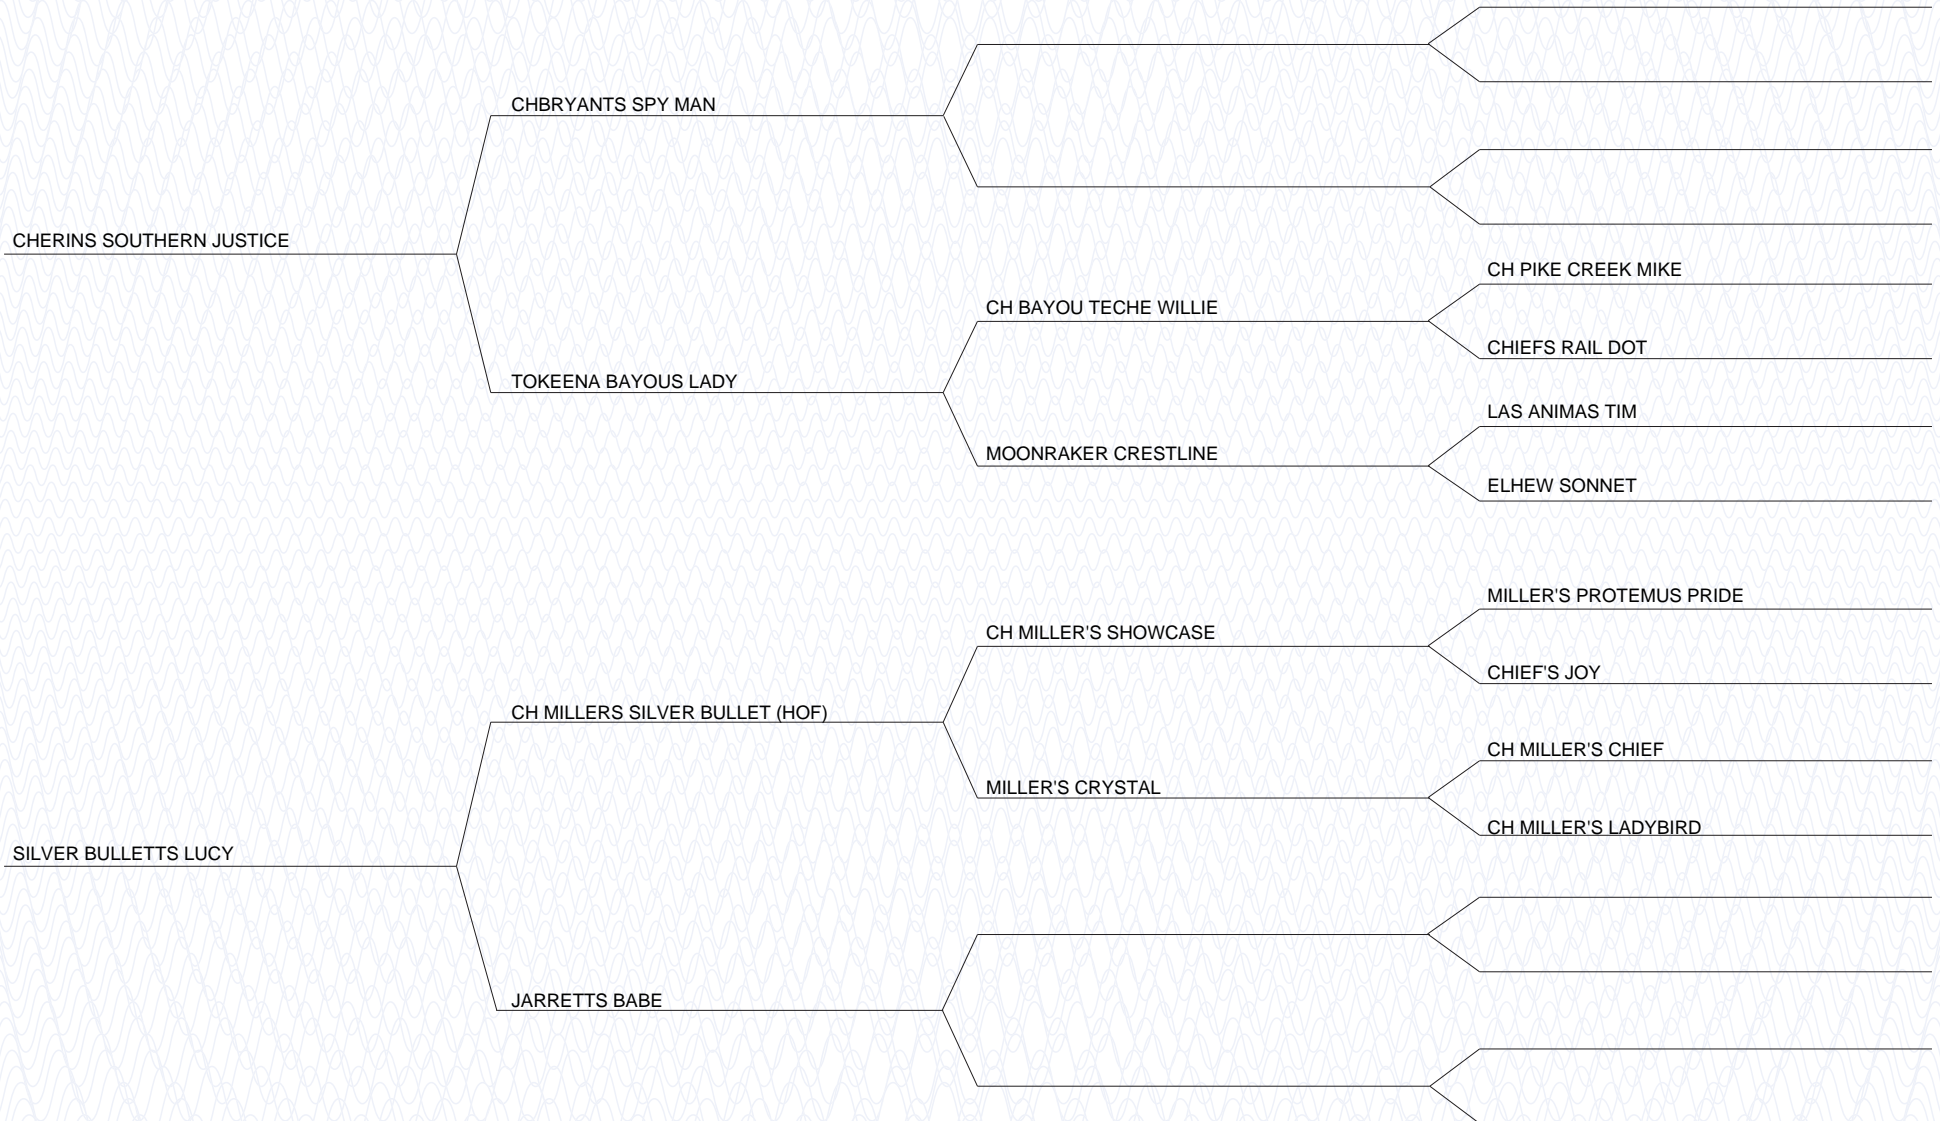 CHBRYANTS SPY MAN
CHERINS SOUTHERN JUSTICE
CH PIKE CREEK MIKE
CH BAYOU TECHE WILLIE
CHIEFS RAIL DOT
TOKEENA BAYOUS LADY
LAS ANIMAS TIM
MOONRAKER CRESTLINE
ELHEW SONNET
MILLER'S PROTEMUS PRIDE
CH MILLER'S SHOWCASE
CHIEF'S JOY
CH MILLERS SILVER BULLET (HOF)
CH MILLER'S CHIEF
MILLER'S CRYSTAL
CH MILLER'S LADYBIRD
SILVER BULLETTS LUCY
JARRETTS BABE